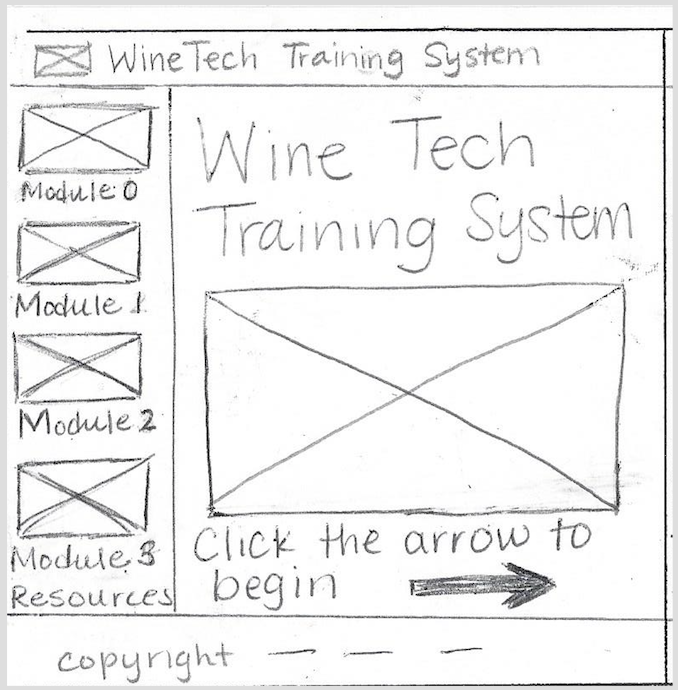 WineTech Training System
Module 0
Module 1
Module 2
Module 3
Resources
Wine Tech
Training System
Click the arrow to
begin
copyright